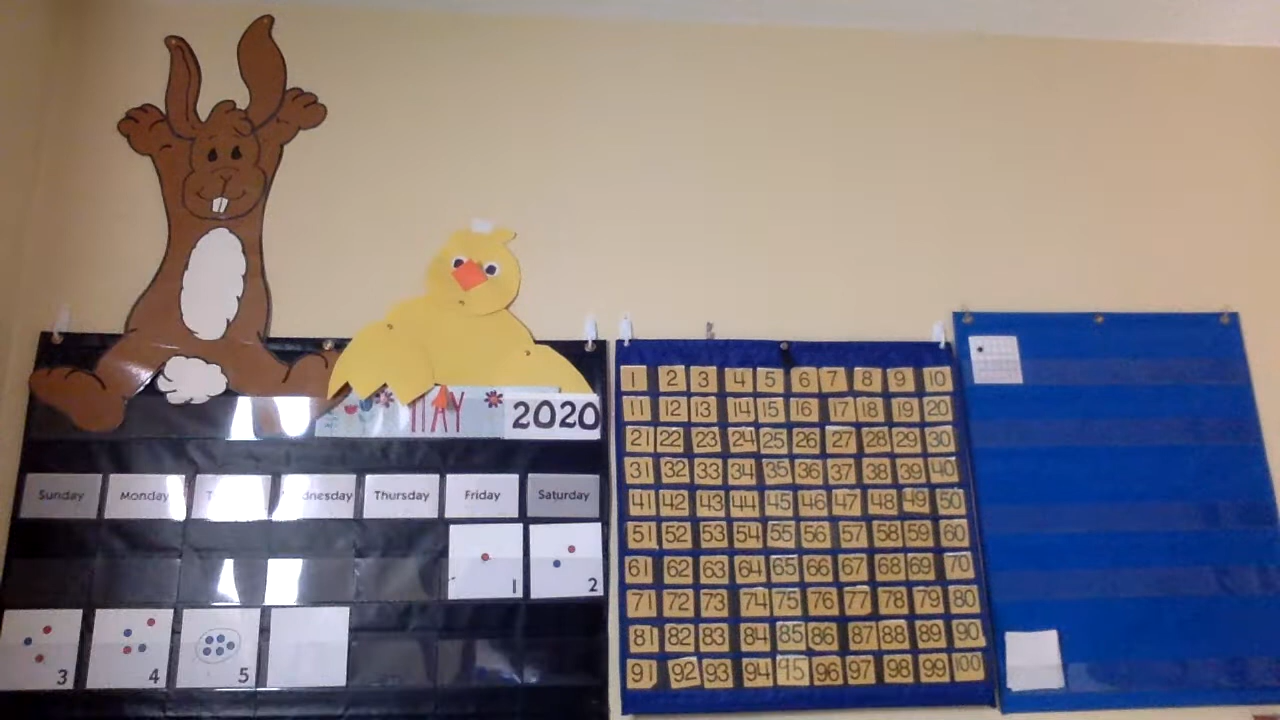 MAY 2020
Sunday Monday Wednesday Thursday Friday Saturday
1 2
3 4 5
1 2 3 4 5 6 7 8 9 10
11 12 13 14 15 16 17 18 19 20
21 22 23 24 25 26 27 28 29 30
31 32 33 34 35 36 37 38 39 40
41 42 43 44 45 46 47 48 49 50
51 52 53 54 55 56 57 58 59 60
61 62 63 64 65 66 67 68 69 70
71 72 73 74 75 76 77 78 79 80
81 82 83 84 85 86 87 88 89 90
91 92 93 94 95 96 97 98 99 100